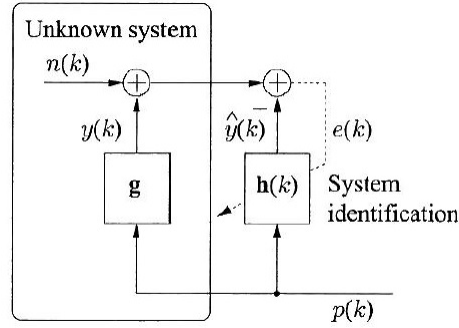 Unknown system
n(k)
+
+
y(k)
ŷ(k)
−
e(k)
g
h(k)
System
identification
p(k)